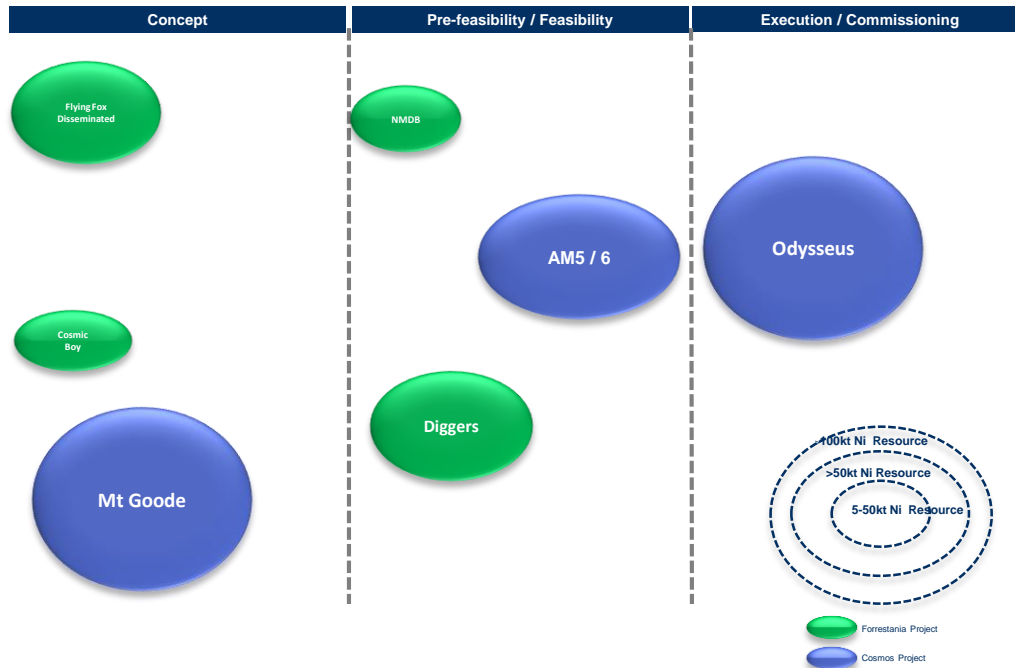 Concept
Pre-feasibility / Feasibility
Execution / Commissioning
Flying Fox
Disseminated
NMDB
AM5 / 6
Odysseus
Cosmic
Boy
Diggers
Mt Goode
100kt Ni Resource
>50kt Ni Resource
5-50kt Ni Resource
Forrestania Project
Cosmos Project